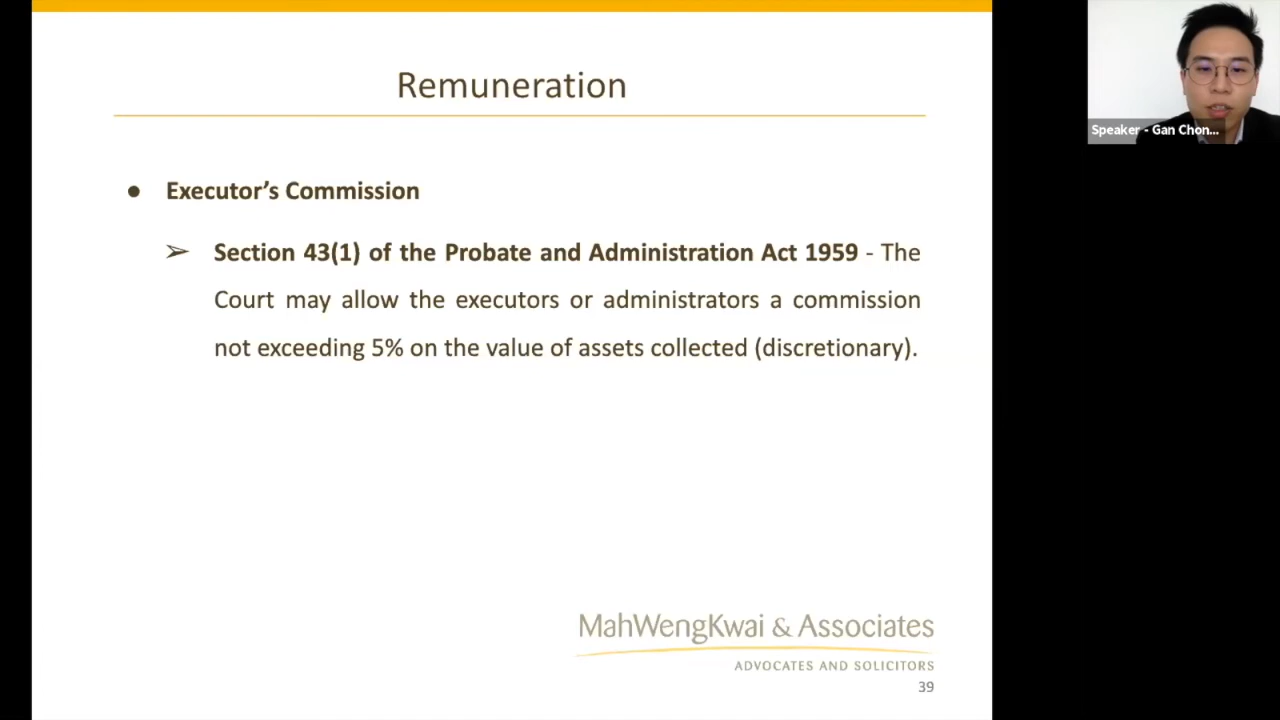 Remuneration
● Executor’s Commission
➢ Section 43(1) of the Probate and Administration Act 1959 - The
Court may allow the executors or administrators a commission
not exceeding 5% on the value of assets collected (discretionary).
MahWengKwai & Associates
ADVOCATES AND SOLICITORS
39
Speaker - Gan Chon...